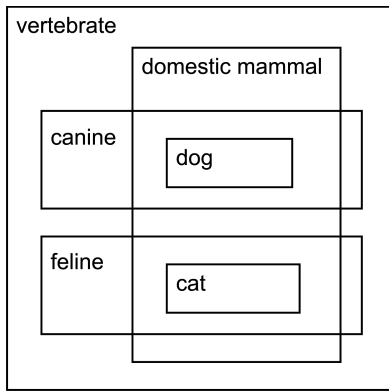 vertebrate
domestic mammal
canine
dog
feline
cat